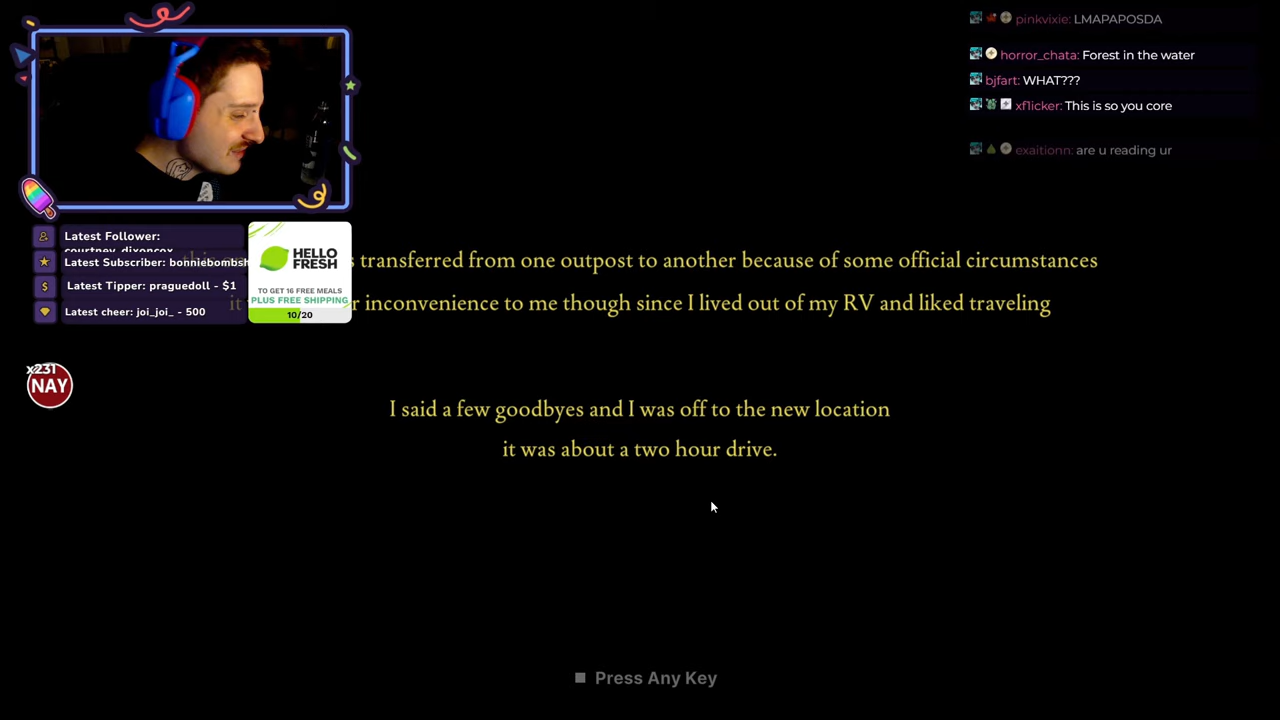 pinkvixie: LMAPAPOSDA
horror_chata: Forest in the water
bjfart: WHAT???
xf1icker: This is so you core
exaitionn: are u reading ur
Latest Follower:
Latest Subscriber: bonniebombsh
Latest Tipper: praguedoll - $1
Latest cheer: joi_joi_ - 500
HELLO
FRESH
TO GET 16 FREE MEALS
PLUS FREE SHIPPING
10/20
transferred from one outpost to another because of some official circumstances
inconvenience to me though since I lived out of my RV and liked traveling
x231
NAY
I said a few goodbyes and I was off to the new location
it was about a two hour drive.
Press Any Key